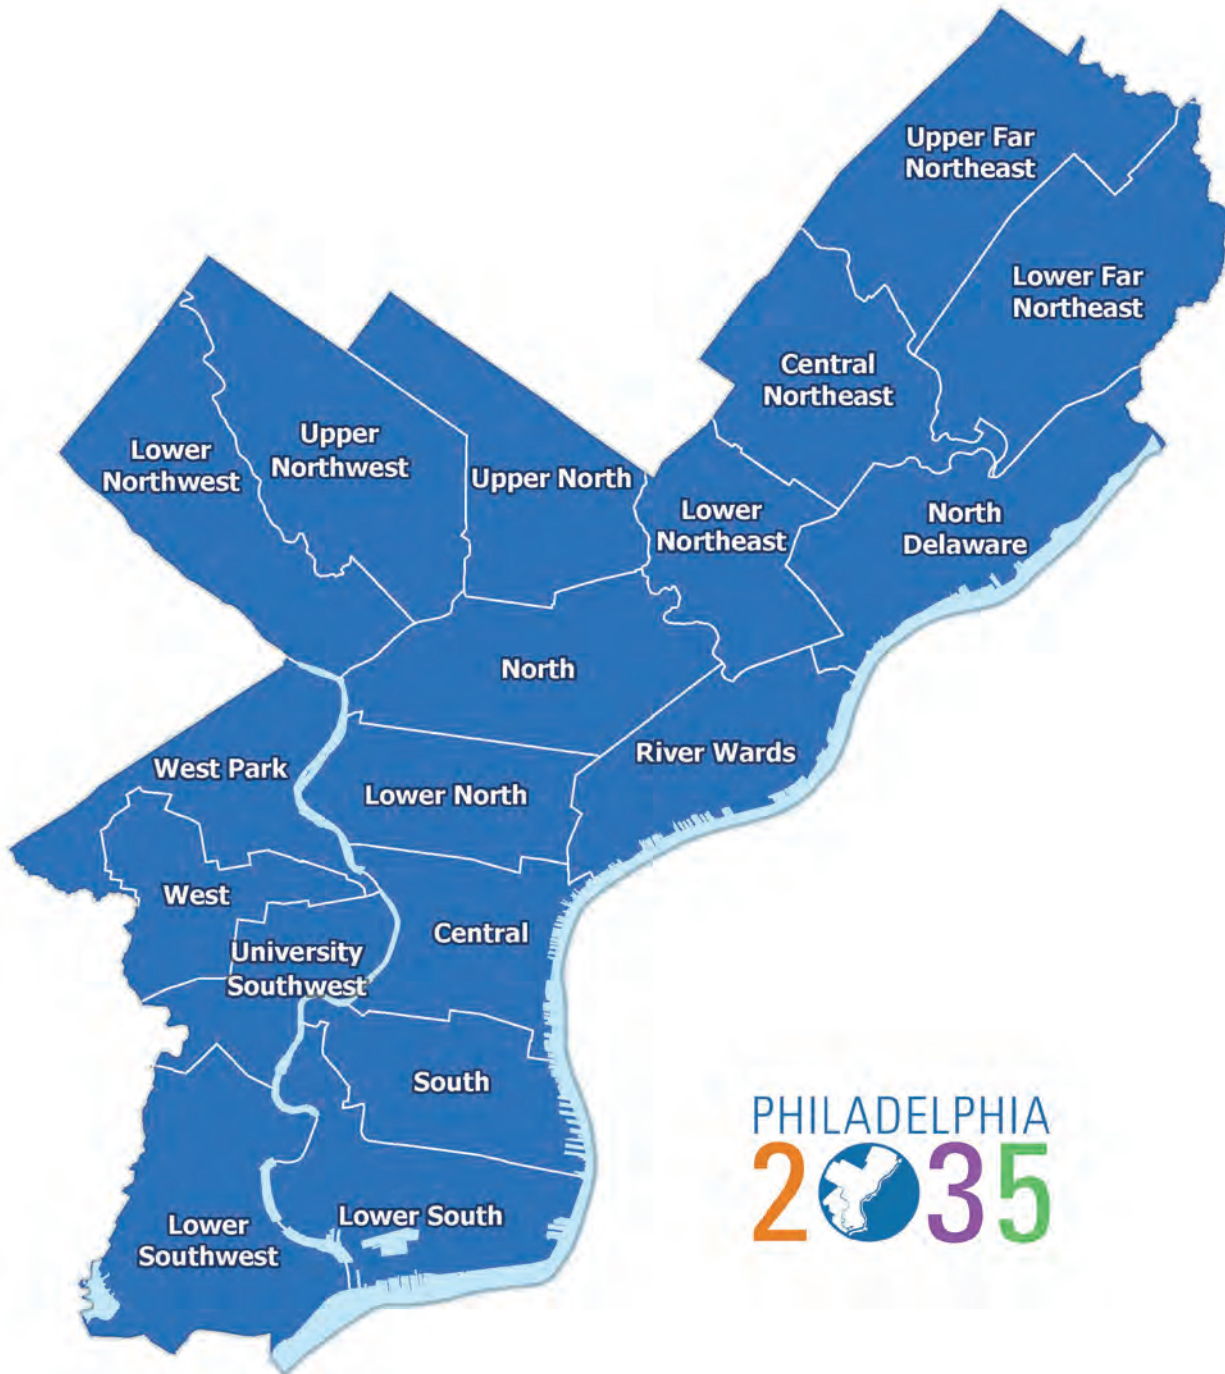 Upper Far
Northeast
Lower Far
Northeast
Central
Northeast
Upper
Northwest
Lower
Northwest
Upper North
Lower
Northeast
North
Delaware
North
River Wards
West Park
Lower North
West
Central
University
Southwest
South
Lower South
Lower
Southwest
PHILADELPHIA
2035